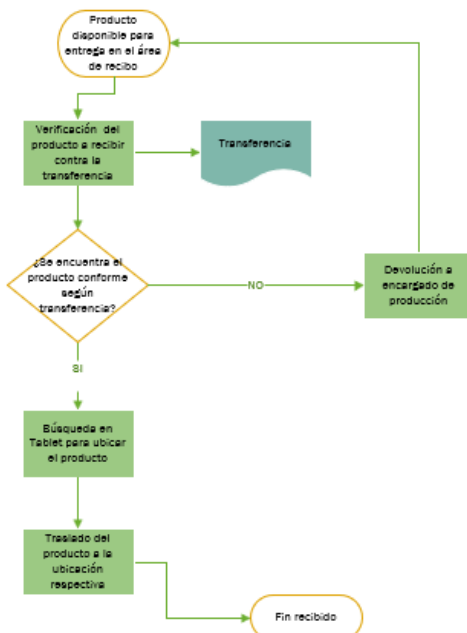 Producto
disponible para
entrega en el área
de recibo
Verificación del
producto a recibir
contra la
transferencia
Transferencia
¿Se encuentra el
producto conforme
según
transferencia?
NO
Devolución a
encargado de
producción
SI
Búsqueda en
Tablet para ubicar
el producto
Traslado del
producto a la
ubicación
respectiva
Fin recibido